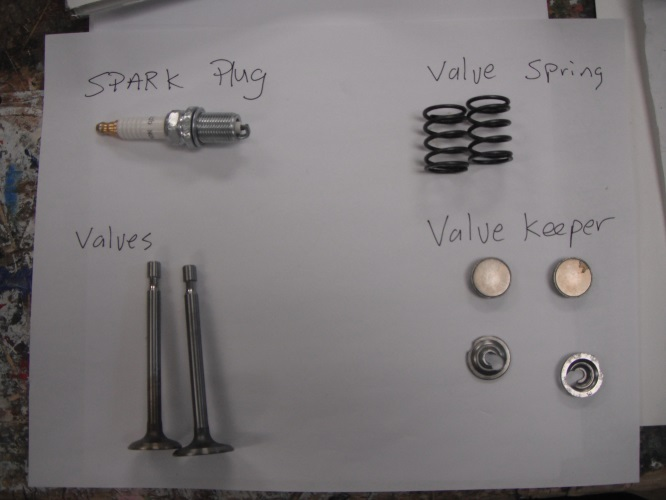 SPARK Plug
Valve Spring
Valves
Valve Keeper